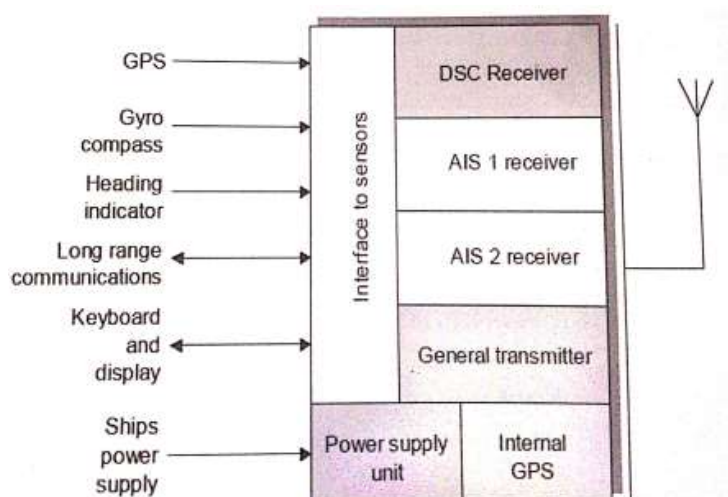 GPS
Gyro
compass
Heading
indicator
Long range
communications
Keyboard
and
display
Ships
power
supply
Interface to sensors
DSC Receiver
AIS 1 receiver
AIS 2 receiver
General transmitter
Power supply
unit
Internal
GPS